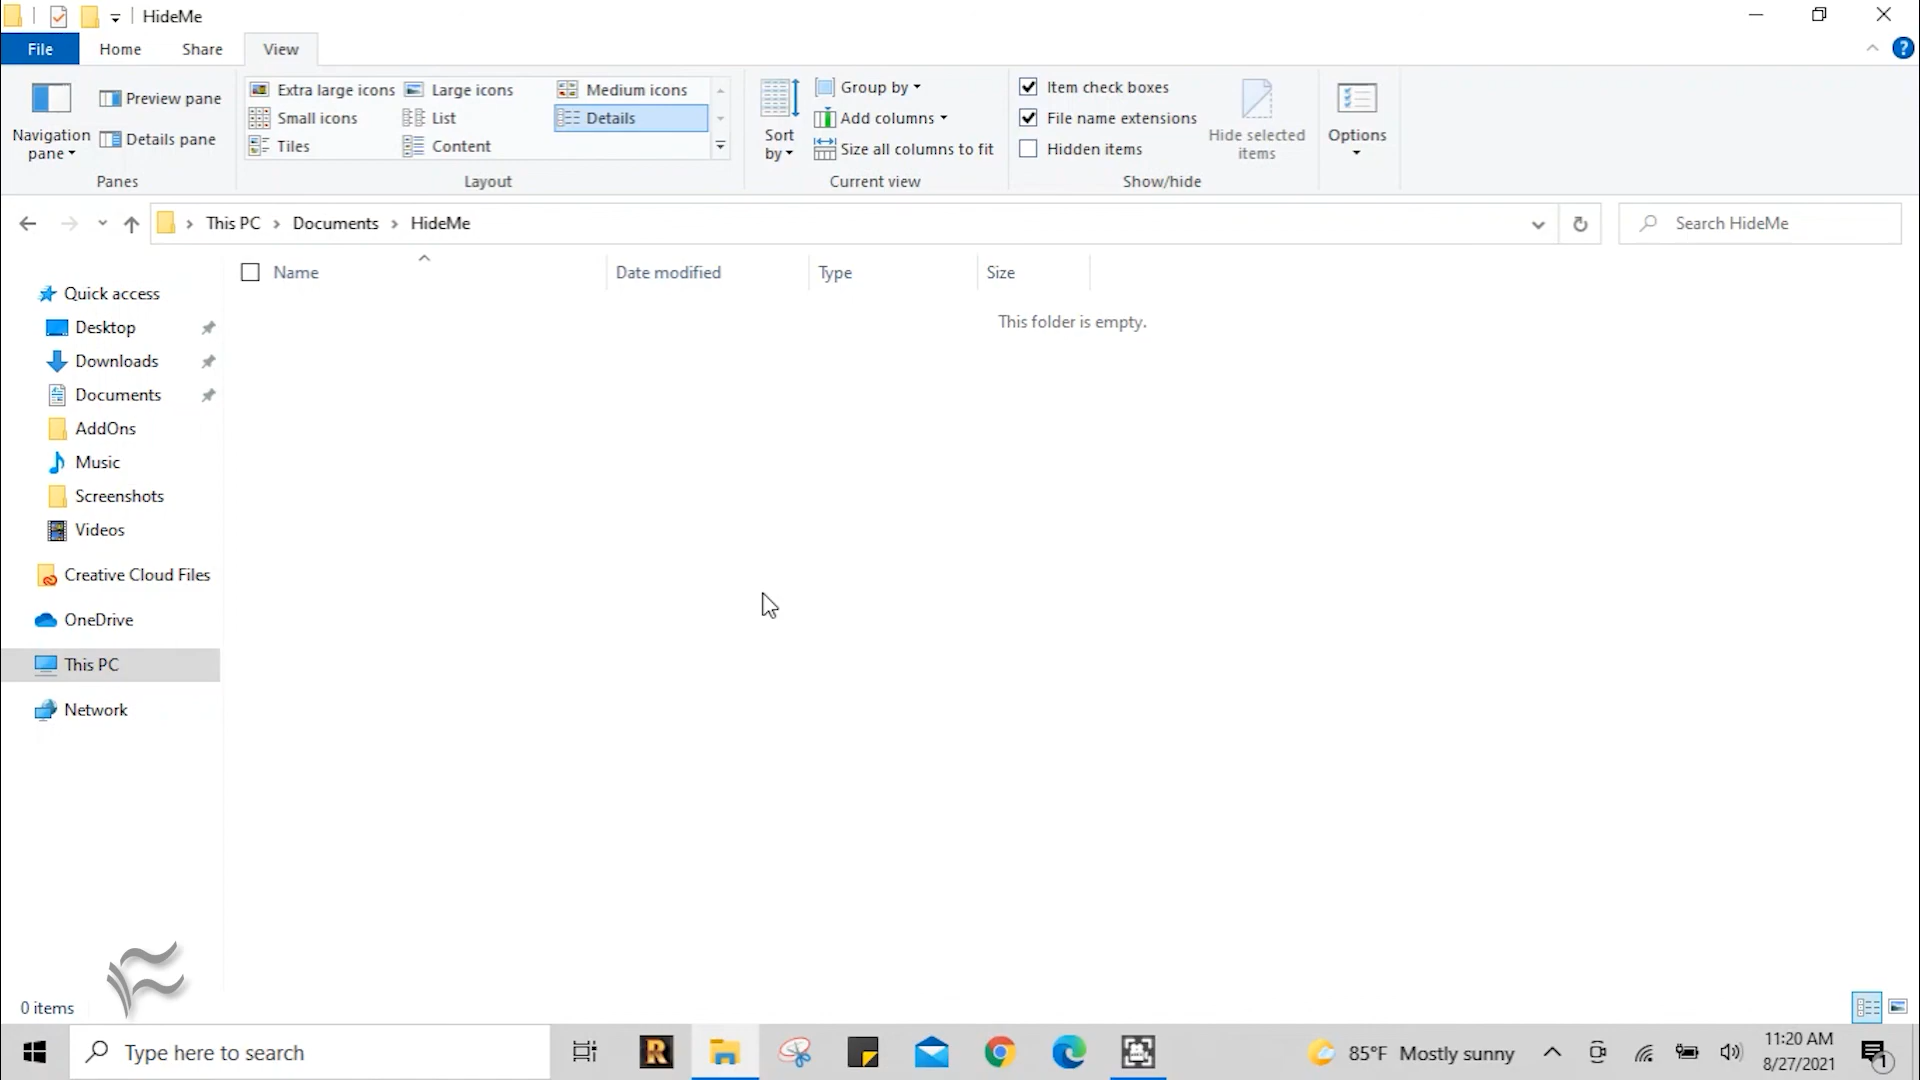 HideMe
File Home Share View
Navigation pane
Preview pane
Details pane
Panes
Extra large icons Large icons Medium icons
Small icons List Details
Tiles Content
Layout
Sort by
Group by
Add columns
Size all columns to fit
Current view
Item check boxes
File name extensions
Hidden items
Hide selected items
Show/hide
Options
This PC > Documents > HideMe
Search HideMe
Name Date modified Type Size
This folder is empty.
Quick access
Desktop
Downloads
Documents
AddOns
Music
Screenshots
Videos
Creative Cloud Files
OneDrive
This PC
Network
0 items
Type here to search
85°F Mostly sunny
11:20 AM
8/27/2021
1